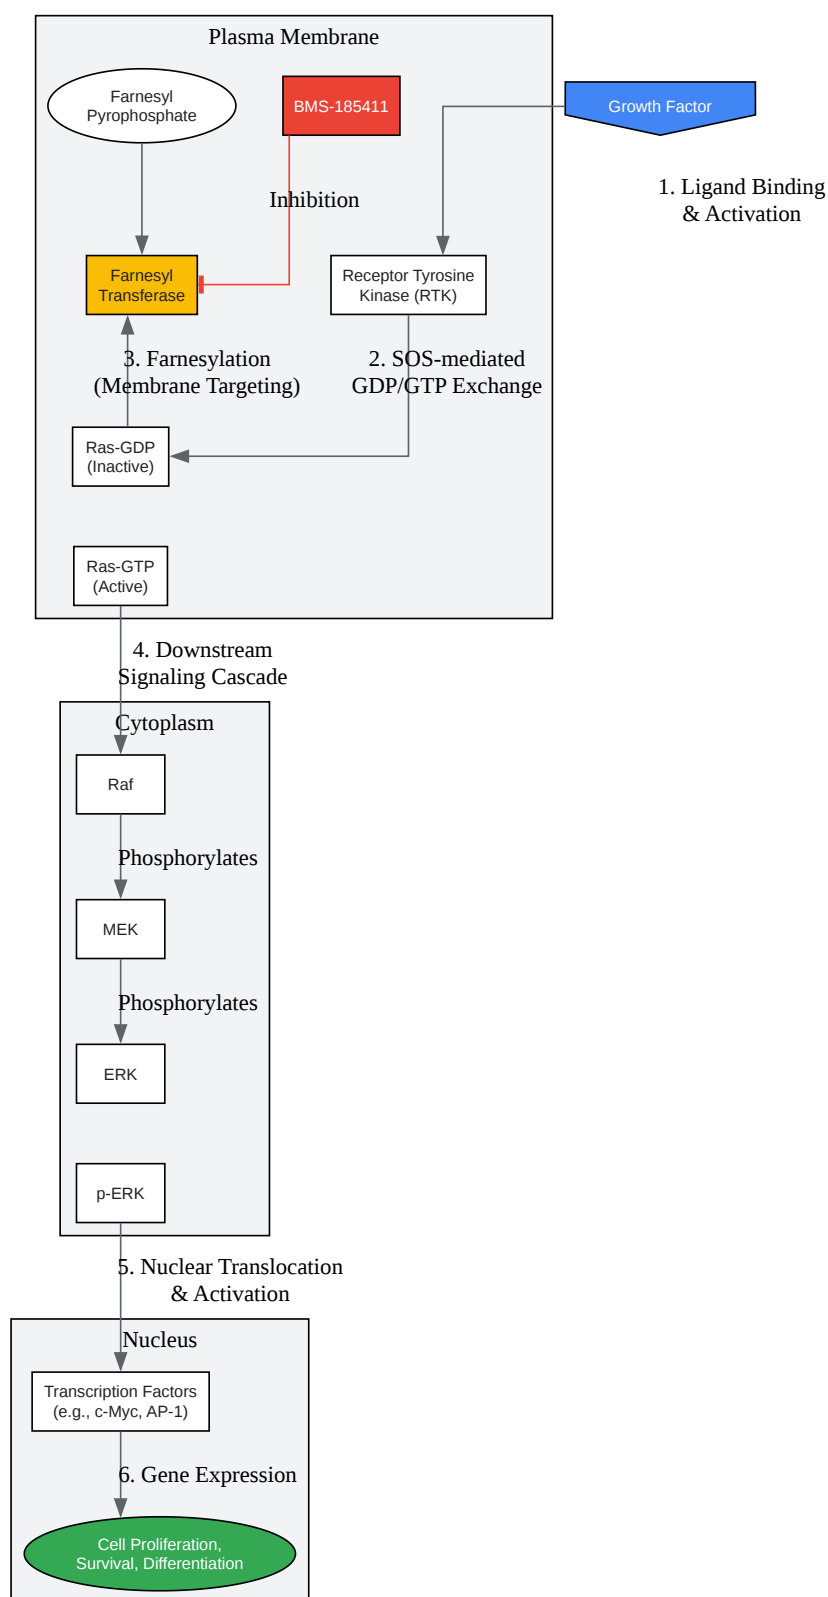 Plasma Membrane
Farnesyl
Pyrophosphate
BMS-185411
Growth Factor
1. Ligand Binding
& Activation
Inhibition
Farnesyl
Transferase
Receptor Tyrosine
Kinase (RTK)
3. Farnesylation
(Membrane Targeting)
2. SOS-mediated
GDP/GTP Exchange
Ras-GDP
(Inactive)
Ras-GTP
(Active)
4. Downstream
Signaling Cascade
Cytoplasm
Raf
Phosphorylates
MEK
Phosphorylates
ERK
p-ERK
5. Nuclear Translocation
& Activation
Nucleus
Transcription Factors
(e.g., c-Myc, AP-1)
6. Gene Expression
Cell Proliferation,
Survival, Differentiation